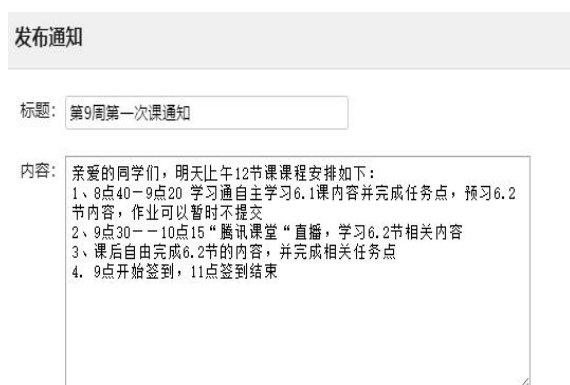 发布通知
标题：
第9周第一次课通知
内容：
亲爱的同学们，明天上午12节课课程安排如下：
1、8点40－9点20 学习通自主学习6.1课内容并完成任务点，预习6.2
节内容，作业可以暂时不提交
2、9点30－－10点15“腾讯课堂“直播，学习6.2节相关内容
3、课后自由完成6.2节的内容，并完成相关任务点
4. 9点开始签到，11点签到结束